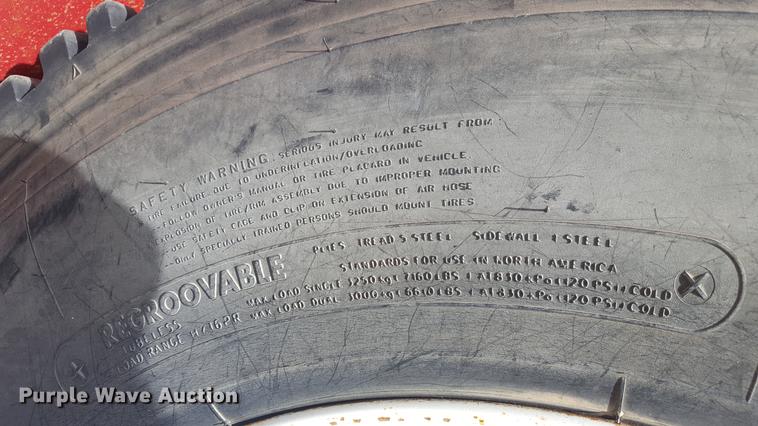 SAFETY WARNING. SERIOUS INJURY MAY RESULT FROM:
TIRE FAILURE DUE TO UNDERINFLATION/OVERLOADING
-FOLLOW OWNER'S MANUAL OR TIRE PLACARD IN VEHICLE.
EXPLOSION OF TIRE/RIM ASSEMBLY DUE TO IMPROPER MOUNTING
-USE SAFETY CAGE AND CLIP-ON EXTENSION OF AIR HOSE
-ONLY SPECIALLY TRAINED PERSONS SHOULD MOUNT TIRES
REGROOVABLE
PLIES TREAD 5 STEEL SIDEWALL 1 STEEL
STANDARDS FOR USE IN NORTH AMERICA
TUBELESS MAX LOAD SINGLE 3250 kg (7160 LBS) AT 830 kPa (120 PSI) COLD
LOAD RANGE H/16PR MAX LOAD DUAL 3000 kg (6610 LBS) AT 830 kPa (120 PSI) COLD
Purple Wave Auction